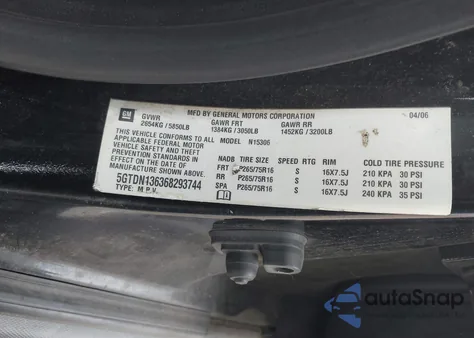 GM
MFD BY GENERAL MOTORS CORPORATION 04/06
GVWR GAWR FRT GAWR RR
2654KG / 5850LB 1384KG / 3050LB 1452KG / 3200LB
THIS VEHICLE CONFORMS TO ALL APPLICABLE U.S. FEDERAL MOTOR
VEHICLE SAFETY AND THEFT
PREVENTION STANDARDS IN
EFFECT ON THE DATE OF
MANUFACTURE SHOWN ABOVE.
5GTDN136368293744
TYPE: M.P.V.
MODEL N15306
NADB TIRE SIZE SPEED RTG RIM COLD TIRE PRESSURE
FRT P265/75R16 S 16X7.5J 210 KPA 30 PSI
RR P265/75R16 S 16X7.5J 210 KPA 30 PSI
SPA P265/75R16 S 16X7.5J 240 KPA 35 PSI
autoSnap